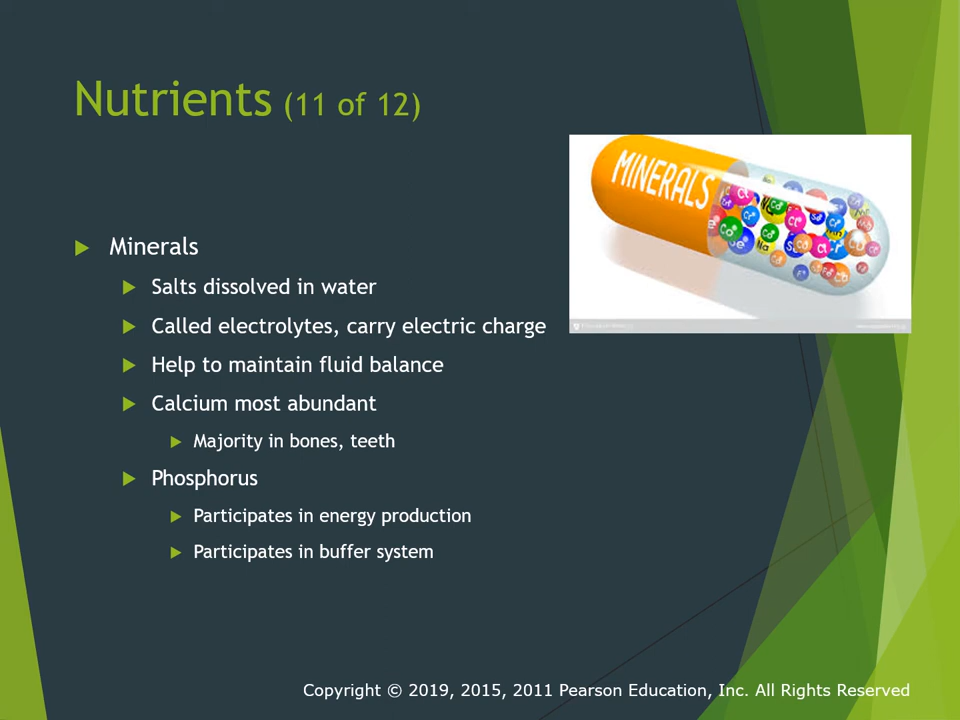 Nutrients (11 of 12)
MINERALS
Minerals
Salts dissolved in water
Called electrolytes, carry electric charge
Help to maintain fluid balance
Calcium most abundant
Majority in bones, teeth
Phosphorus
Participates in energy production
Participates in buffer system
Copyright © 2019, 2015, 2011 Pearson Education, Inc. All Rights Reserved